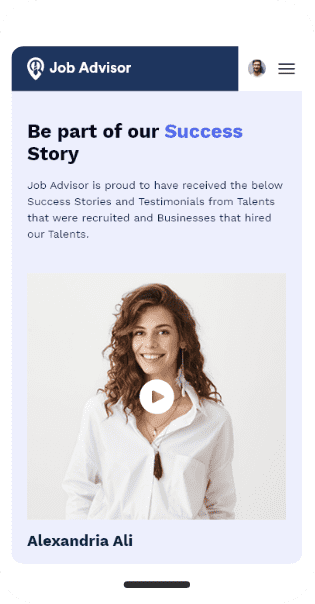 Job Advisor
Be part of our Success
Story
Job Advisor is proud to have received the below
Success Stories and Testimonials from Talents
that were recruited and Businesses that hired
our Talents.
Alexandria Ali